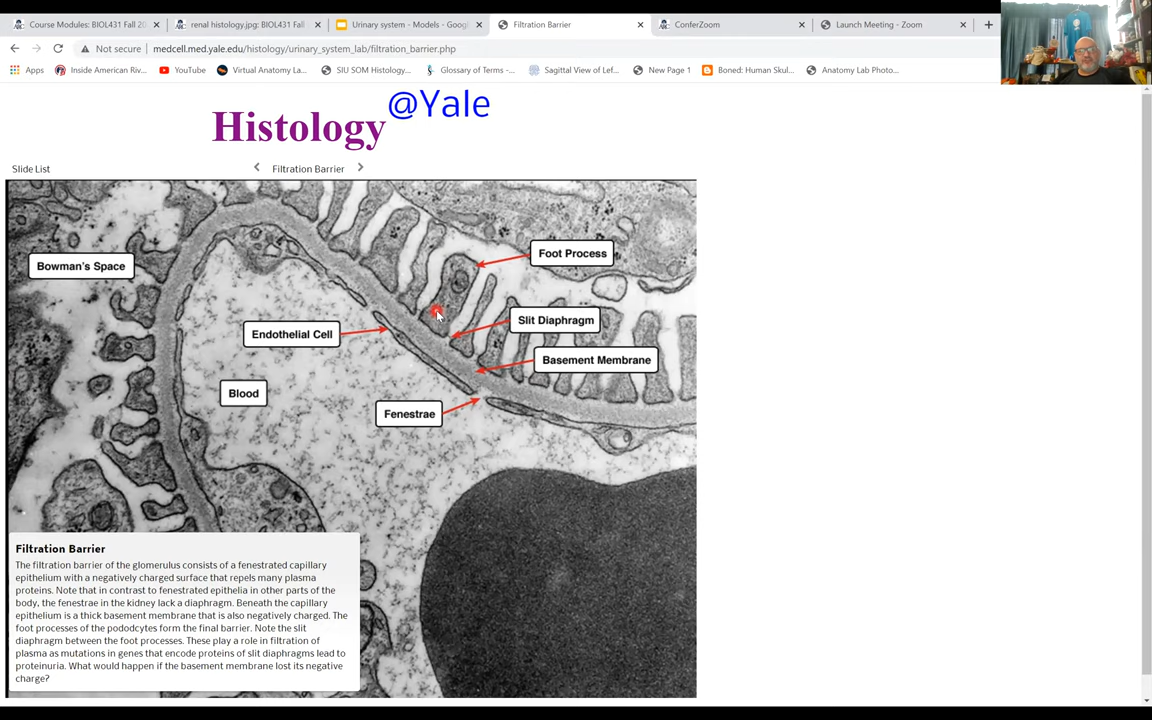 Course Modules: BIOL431 Fall 20
renal histology.jpg: BIOL431 Fall
Urinary system - Models - Goog
Filtration Barrier
ConferZoom
Launch Meeting - Zoom
Not secure | medcell.med.yale.edu/histology/urinary_system_lab/filtration_barrier.php
Apps
Inside American Riv...
YouTube
Virtual Anatomy La...
SIU SOM Histology...
Glossary of Terms -...
Sagittal View of Lef...
New Page 1
Boned: Human Skul...
Anatomy Lab Photo...
Histology @Yale
Slide List
Filtration Barrier
Foot Process
Bowman's Space
Slit Diaphragm
Endothelial Cell
Basement Membrane
Blood
Fenestrae
Filtration Barrier
The filtration barrier of the glomerulus consists of a fenestrated capillary
epithelium with a negatively charged surface that repels many plasma
proteins. Note that in contrast to fenestrated epithelia in other parts of the
body, the fenestrae in the kidney lack a diaphragm. Beneath the capillary
epithelium is a thick basement membrane that is also negatively charged. The
foot processes of the pododcytes form the final barrier. Note the slit
diaphragm between the foot processes. These play a role in filtration of
plasma as mutations in genes that encode proteins of slit diaphragms lead to
proteinuria. What would happen if the basement membrane lost its negative
charge?